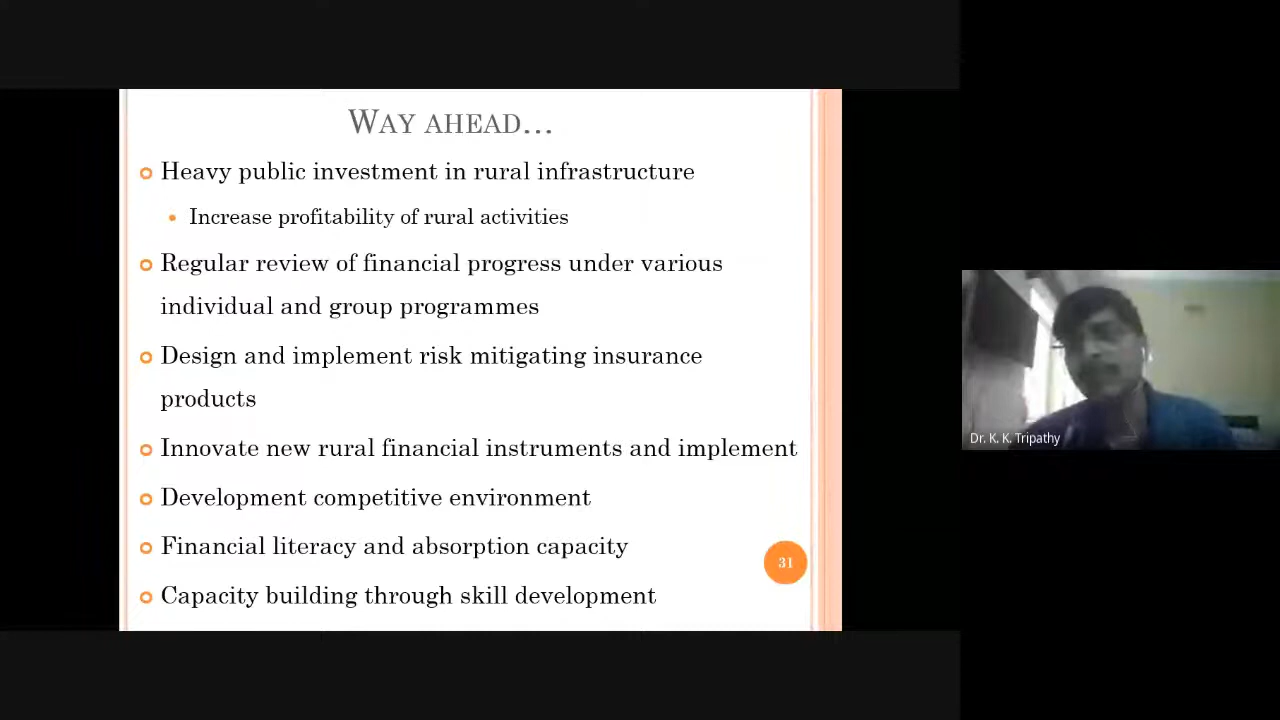 WAY AHEAD…
Heavy public investment in rural infrastructure
Increase profitability of rural activities
Regular review of financial progress under various
individual and group programmes
Design and implement risk mitigating insurance
products
Innovate new rural financial instruments and implement
Development competitive environment
Financial literacy and absorption capacity
31
Capacity building through skill development
Dr. K. K. Tripathy